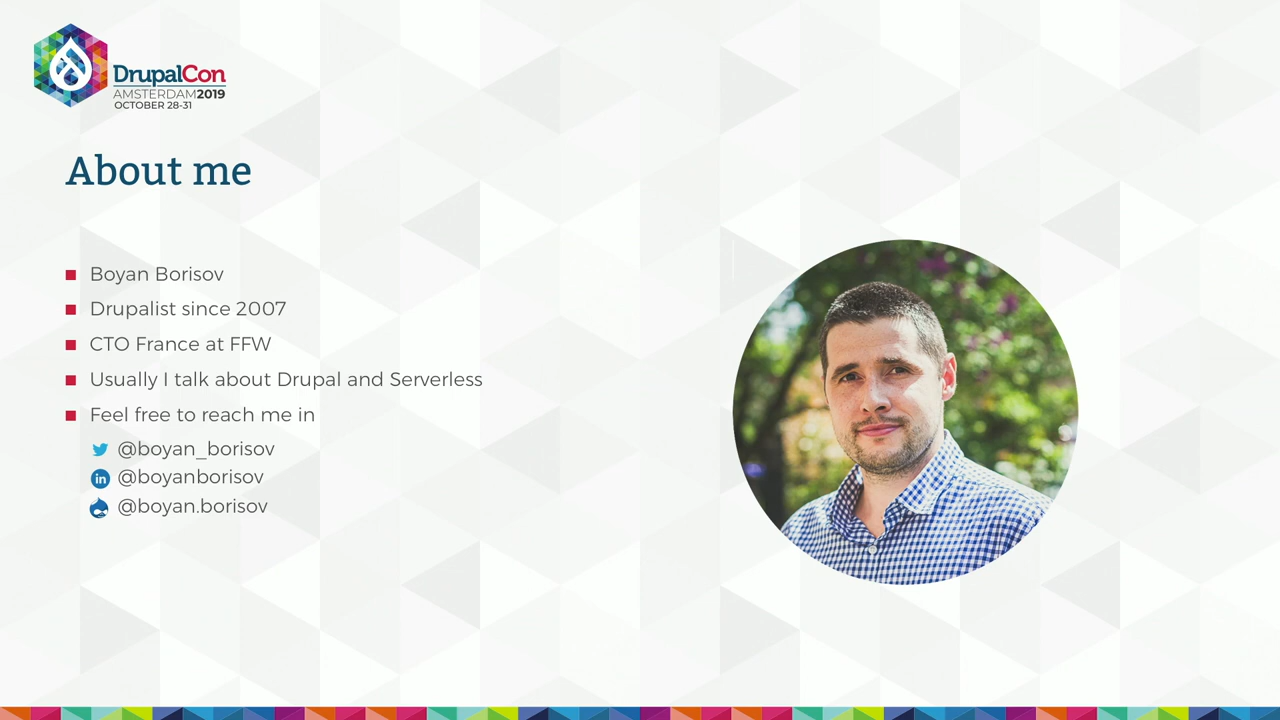 DrupalCon
AMSTERDAM2019
OCTOBER 28-31
About me
Boyan Borisov
Drupalist since 2007
CTO France at FFW
Usually I talk about Drupal and Serverless
Feel free to reach me in
@boyan_borisov
in @boyanborisov
@boyan.borisov